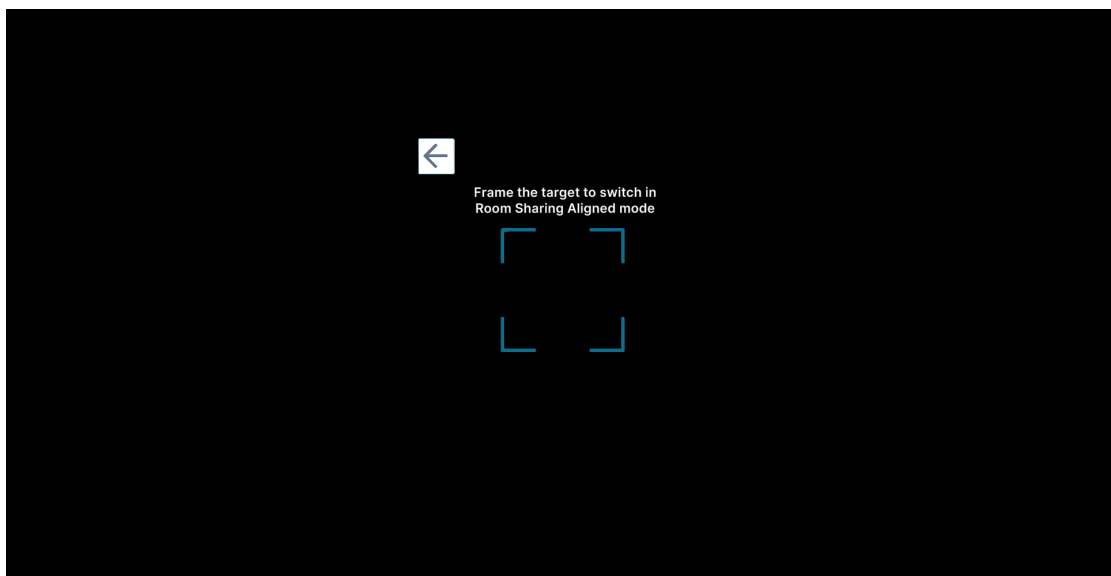 Frame the target to switch in
Room Sharing Aligned mode